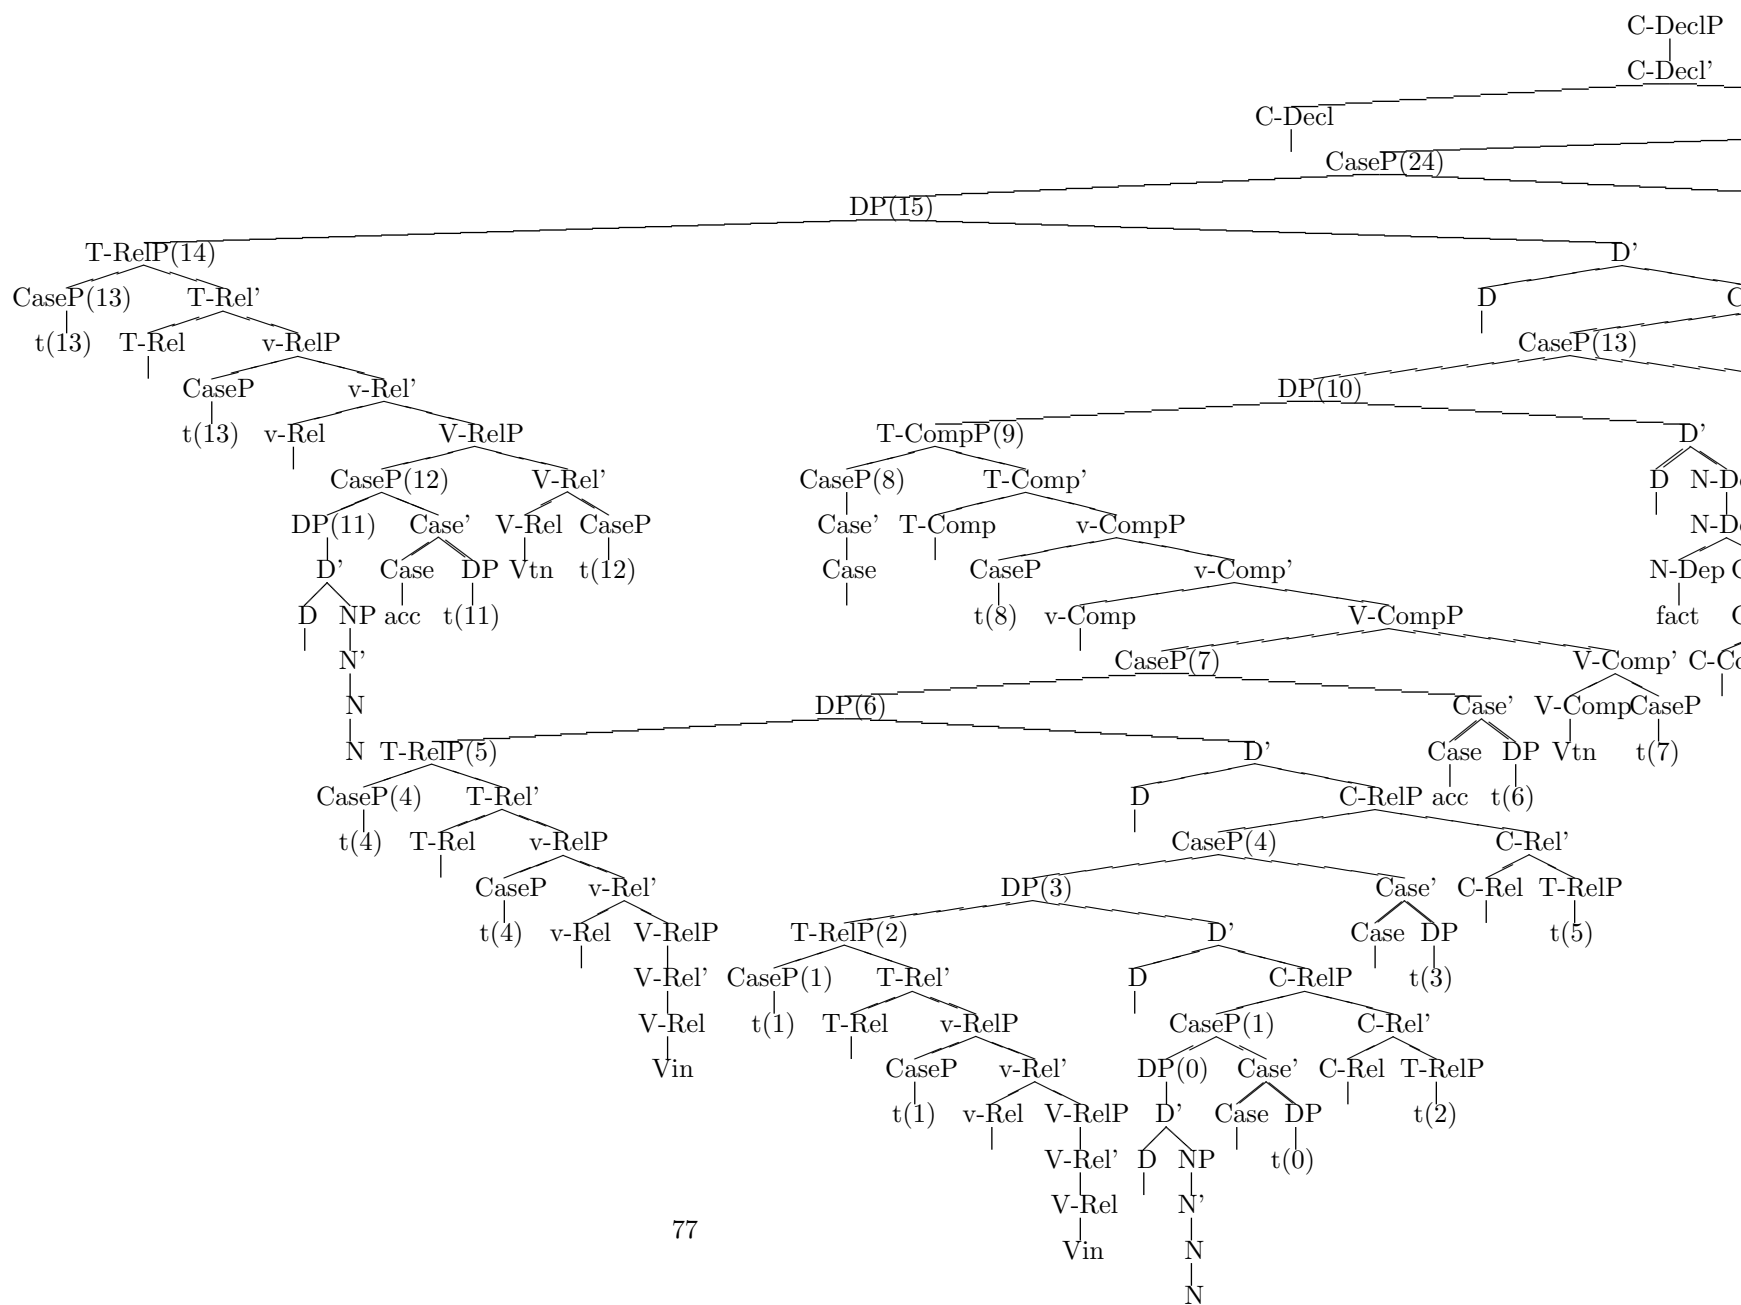 C-DeclP
C-Decl’
C-Decl
CaseP(24)
DP(15)
T-RelP(14) D’
CaseP(13) T-Rel’ D
t(13) T-Rel v-RelP CaseP(13)
CaseP v-Rel’ DP(10)
t(13) v-Rel V-RelP T-CompP(9) D’
CaseP(12) V-Rel’ CaseP(8) T-Comp’ D
DP(11) Case’ V-Rel CaseP Case’ T-Comp v-CompP
D’ Case DP Vtn t(12) Case CaseP v-Comp’ N-Dep
D NP acc t(11) t(8) v-Comp V-CompP fact
N’ CaseP(7) V-Comp’
N DP(6) Case’ V-Comp CaseP
N T-RelP(5) D’ Case DP Vtn t(7)
CaseP(4) T-Rel’ D C-RelP acc t(6)
t(4) T-Rel v-RelP CaseP(4) C-Rel’
CaseP v-Rel’ DP(3) Case’ C-Rel T-RelP
t(4) v-Rel V-RelP T-RelP(2) D’ Case DP t(5)
V-Rel’ CaseP(1) T-Rel’ D C-RelP t(3)
V-Rel t(1) T-Rel v-RelP CaseP(1) C-Rel’
Vin CaseP v-Rel’ DP(0) Case’ C-Rel T-RelP
t(1) v-Rel V-RelP D’ Case DP t(2)
V-Rel’ D NP t(0)
V-Rel N’
77
Vin N
N